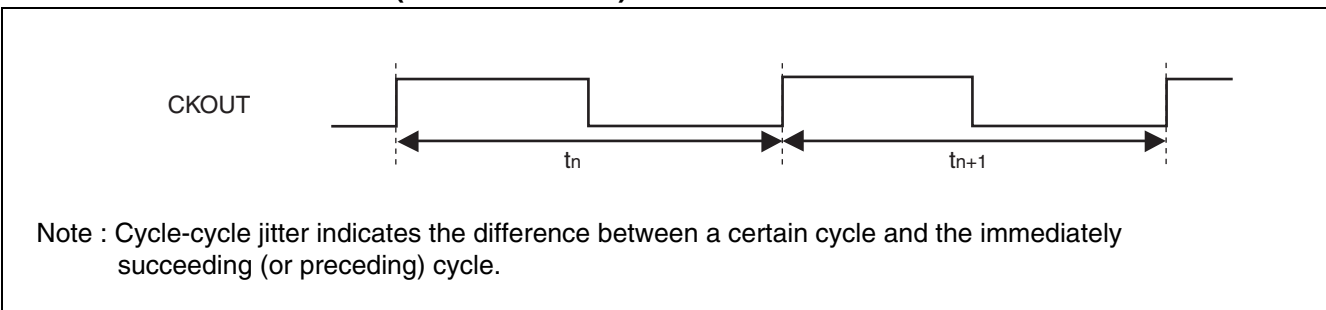 CKOUT
tn
tn+1
Note : Cycle-cycle jitter indicates the difference between a certain cycle and the immediately
succeeding (or preceding) cycle.